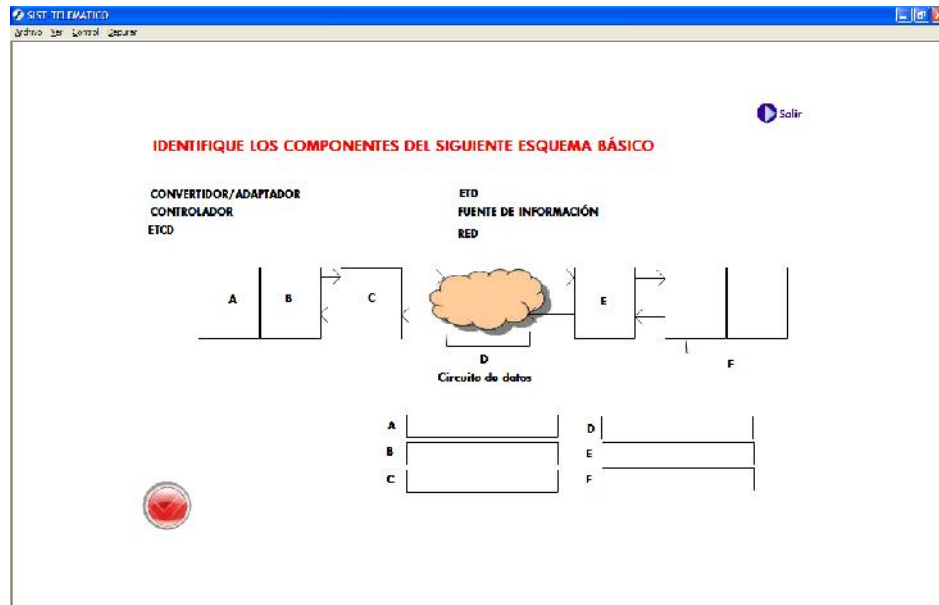 SIST TELEMATICO
Archivo Ver Control Depurar
Salir
IDENTIFIQUE LOS COMPONENTES DEL SIGUIENTE ESQUEMA BÁSICO
CONVERTIDOR/ADAPTADOR
CONTROLADOR
ETCD
ETD
FUENTE DE INFORMACIÓN
RED
A B C E
D F
Circuito de datos
A D
B E
C F